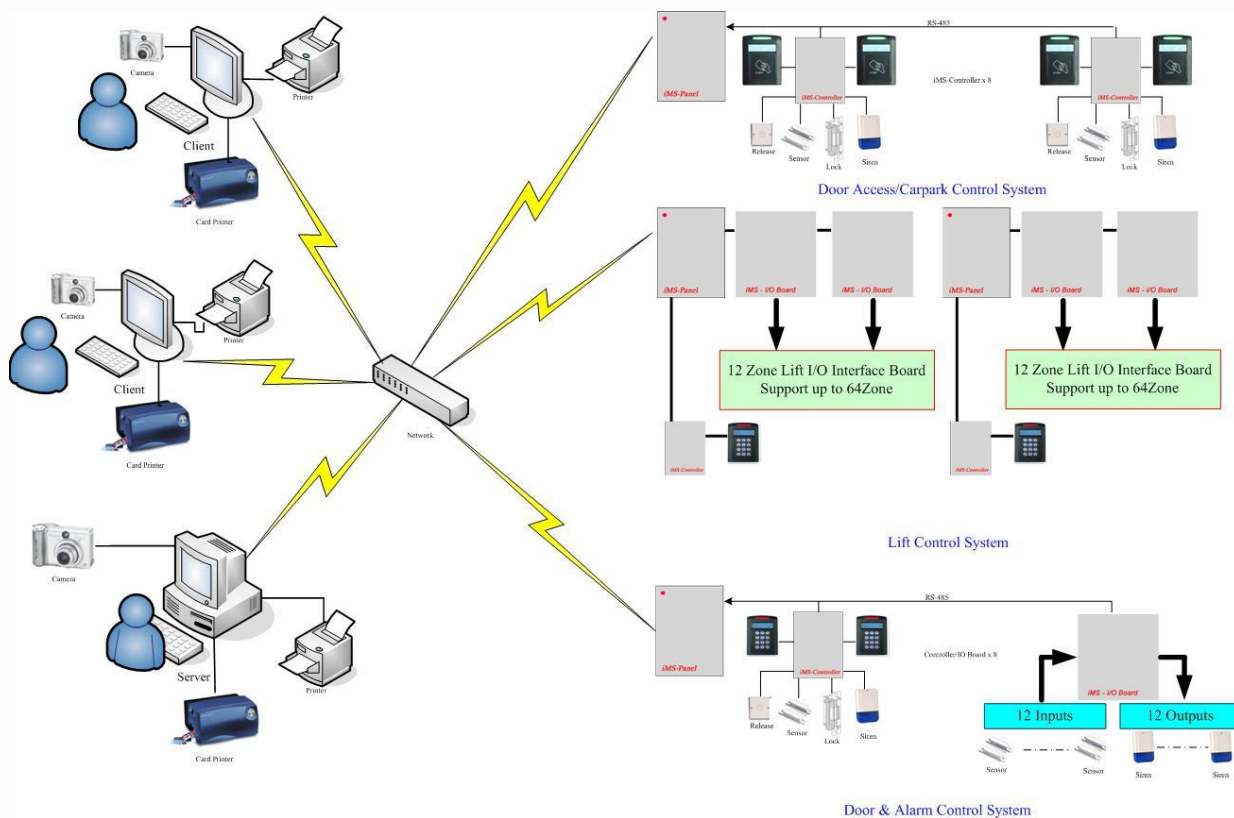 Camera
Printer
Client
Card Printer
Camera
Printer
Client
Card Printer
Camera
Printer
Server
Card Printer
Network
RS-485
iMS-Panel
iMS-Controller
iMS-Controller x 8
iMS-Controller
Release
Sensor
Lock
Siren
Release
Sensor
Lock
Siren
Door Access/Carpark Control System
iMS-Panel
iMS - I/O Board
iMS - I/O Board
iMS-Panel
iMS - I/O Board
iMS - I/O Board
12 Zone Lift I/O Interface Board
Support up to 64Zone
12 Zone Lift I/O Interface Board
Support up to 64Zone
iMS-Controller
iMS-Controller
Lift Control System
RS-485
iMS-Panel
iMS-Controller
Controller/IO Board x 8
iMS - I/O Board
Release
Sensor
Lock
Siren
12 Inputs
12 Outputs
Sensor
Sensor
Siren
Siren
Door & Alarm Control System